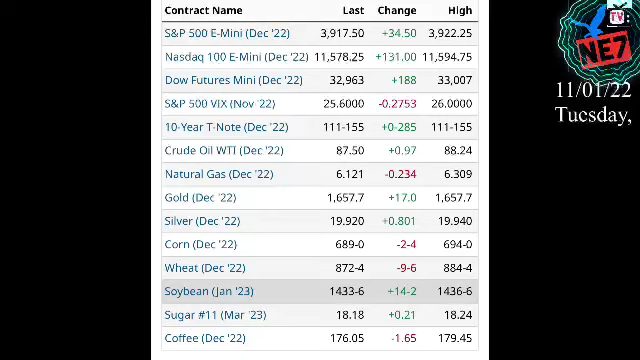 Contract Name Last Change High
S&P 500 E-Mini (Dec '22) 3,917.50 +34.50 3,922.25
Nasdaq 100 E-Mini (Dec '22) 11,578.25 +131.00 11,594.75
Dow Futures Mini (Dec '22) 32,963 +188 33,007
S&P 500 VIX (Nov '22) 25.6000 -0.2753 26.0000
10-Year T-Note (Dec '22) 111-155 +0-285 111-155
Crude Oil WTI (Dec '22) 87.50 +0.97 88.24
Natural Gas (Dec '22) 6.121 -0.234 6.309
Gold (Dec '22) 1,657.7 +17.0 1,657.7
Silver (Dec '22) 19.920 +0.801 19.940
Corn (Dec '22) 689-0 -2-4 694-0
Wheat (Dec '22) 872-4 -9-6 884-4
Soybean (Jan '23) 1433-6 +14-2 1436-6
Sugar #11 (Mar '23) 18.18 +0.21 18.24
Coffee (Dec '22) 176.05 -1.65 179.45
TV
NE7
11/01/22
Tuesday,